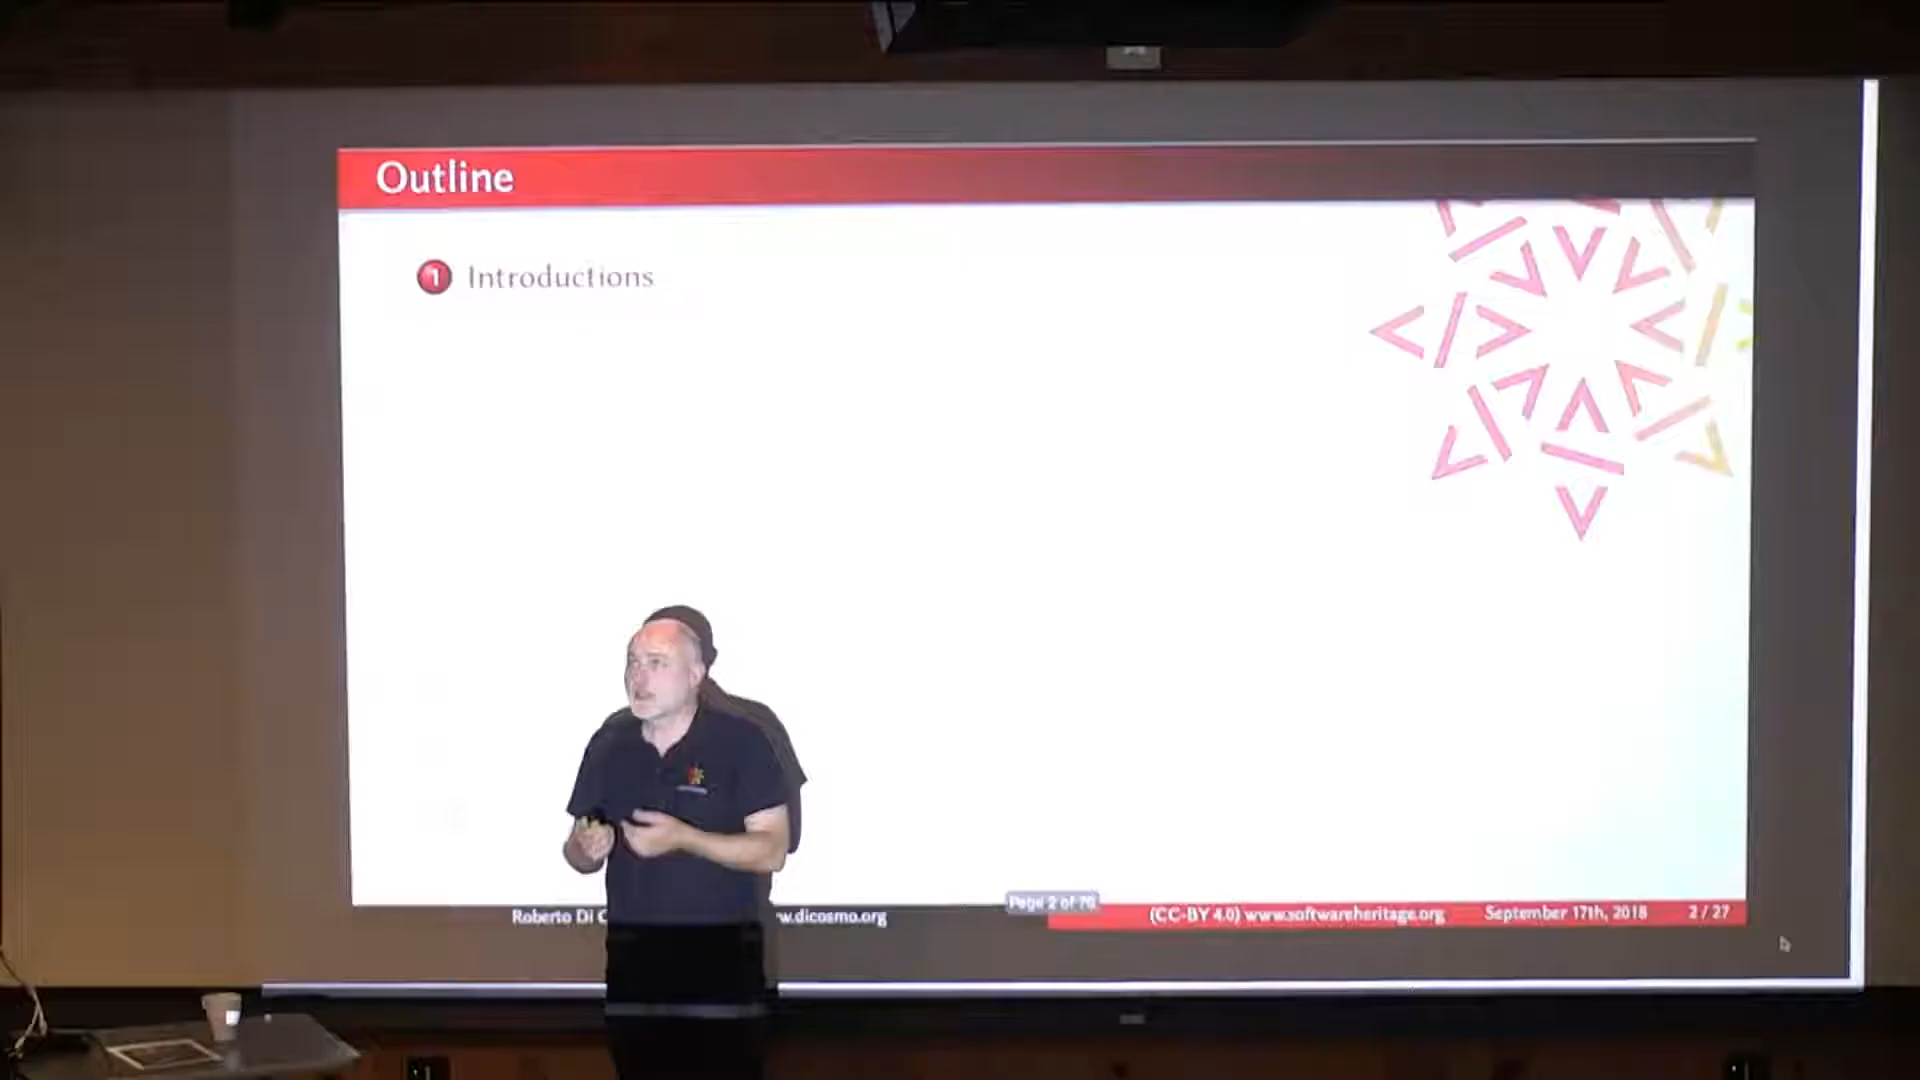 Outline
1 Introductions
Page 2 of 76
Roberto Di C w.dicosmo.org
(CC-BY 4.0) www.softwareheritage.org September 17th, 2018 2 / 27